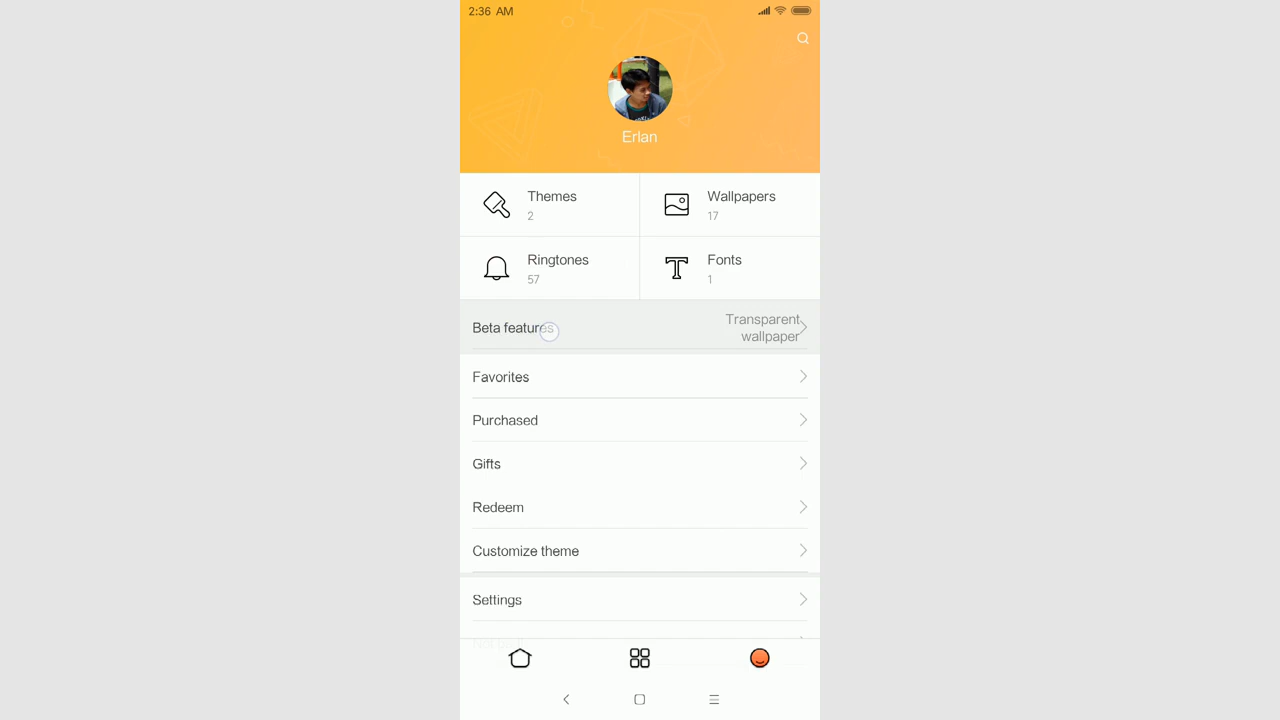 2:36 AM
Erlan
Themes
2
Wallpapers
17
Ringtones
57
Fonts
1
Beta features
Transparent
wallpaper
Favorites
Purchased
Gifts
Redeem
Customize theme
Settings